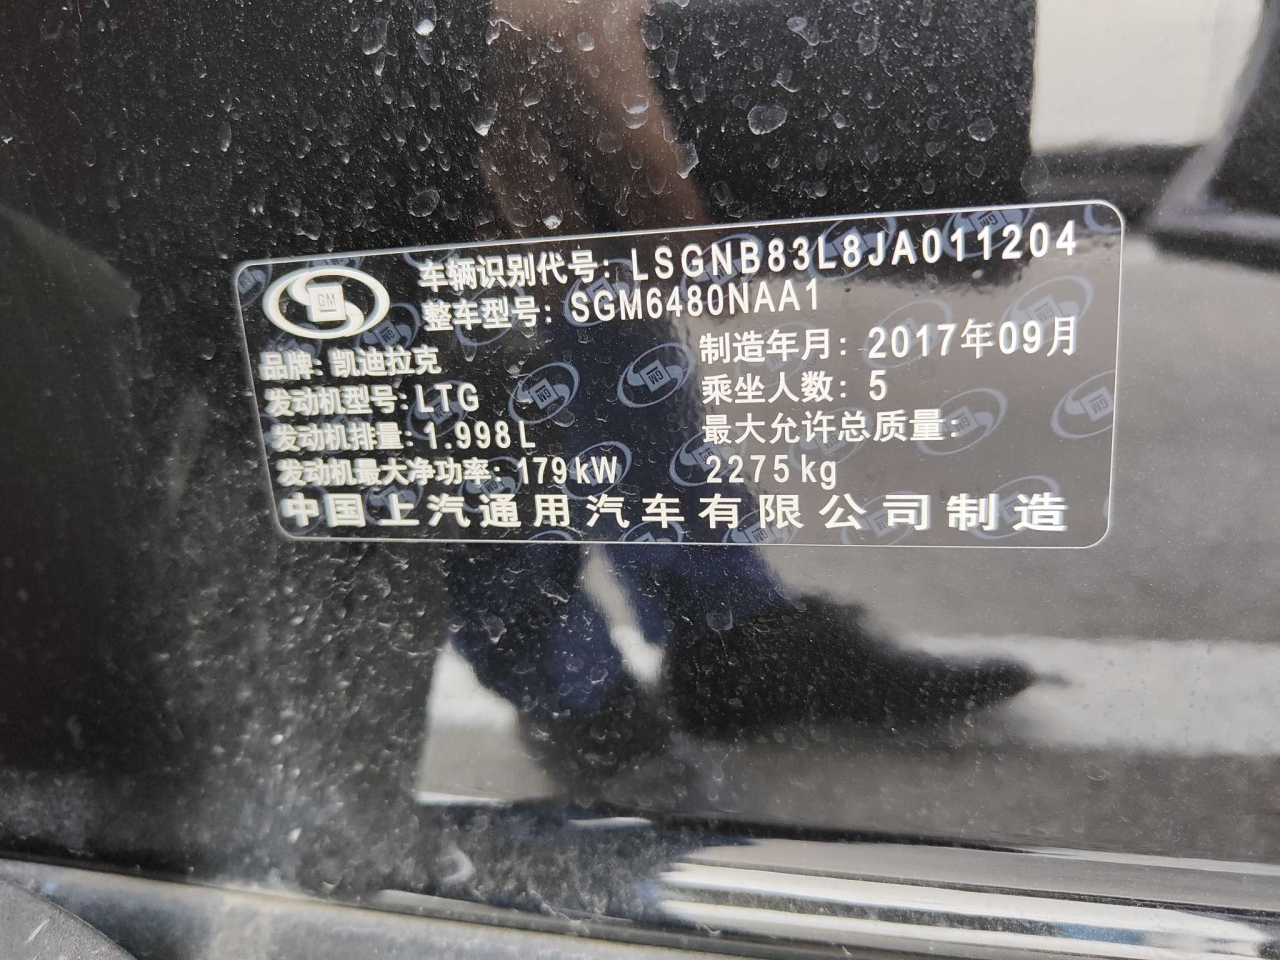 GM
车辆识别代号：LSGNB83L8JA011204
整车型号：SGM6480NAA1
品牌：凯迪拉克
制造年月：2017年09月
发动机型号：LTG
乘坐人数：5
发动机排量：1.998L
最大允许总质量：
发动机最大净功率：179kW
2275kg
中国上汽通用汽车有限公司制造